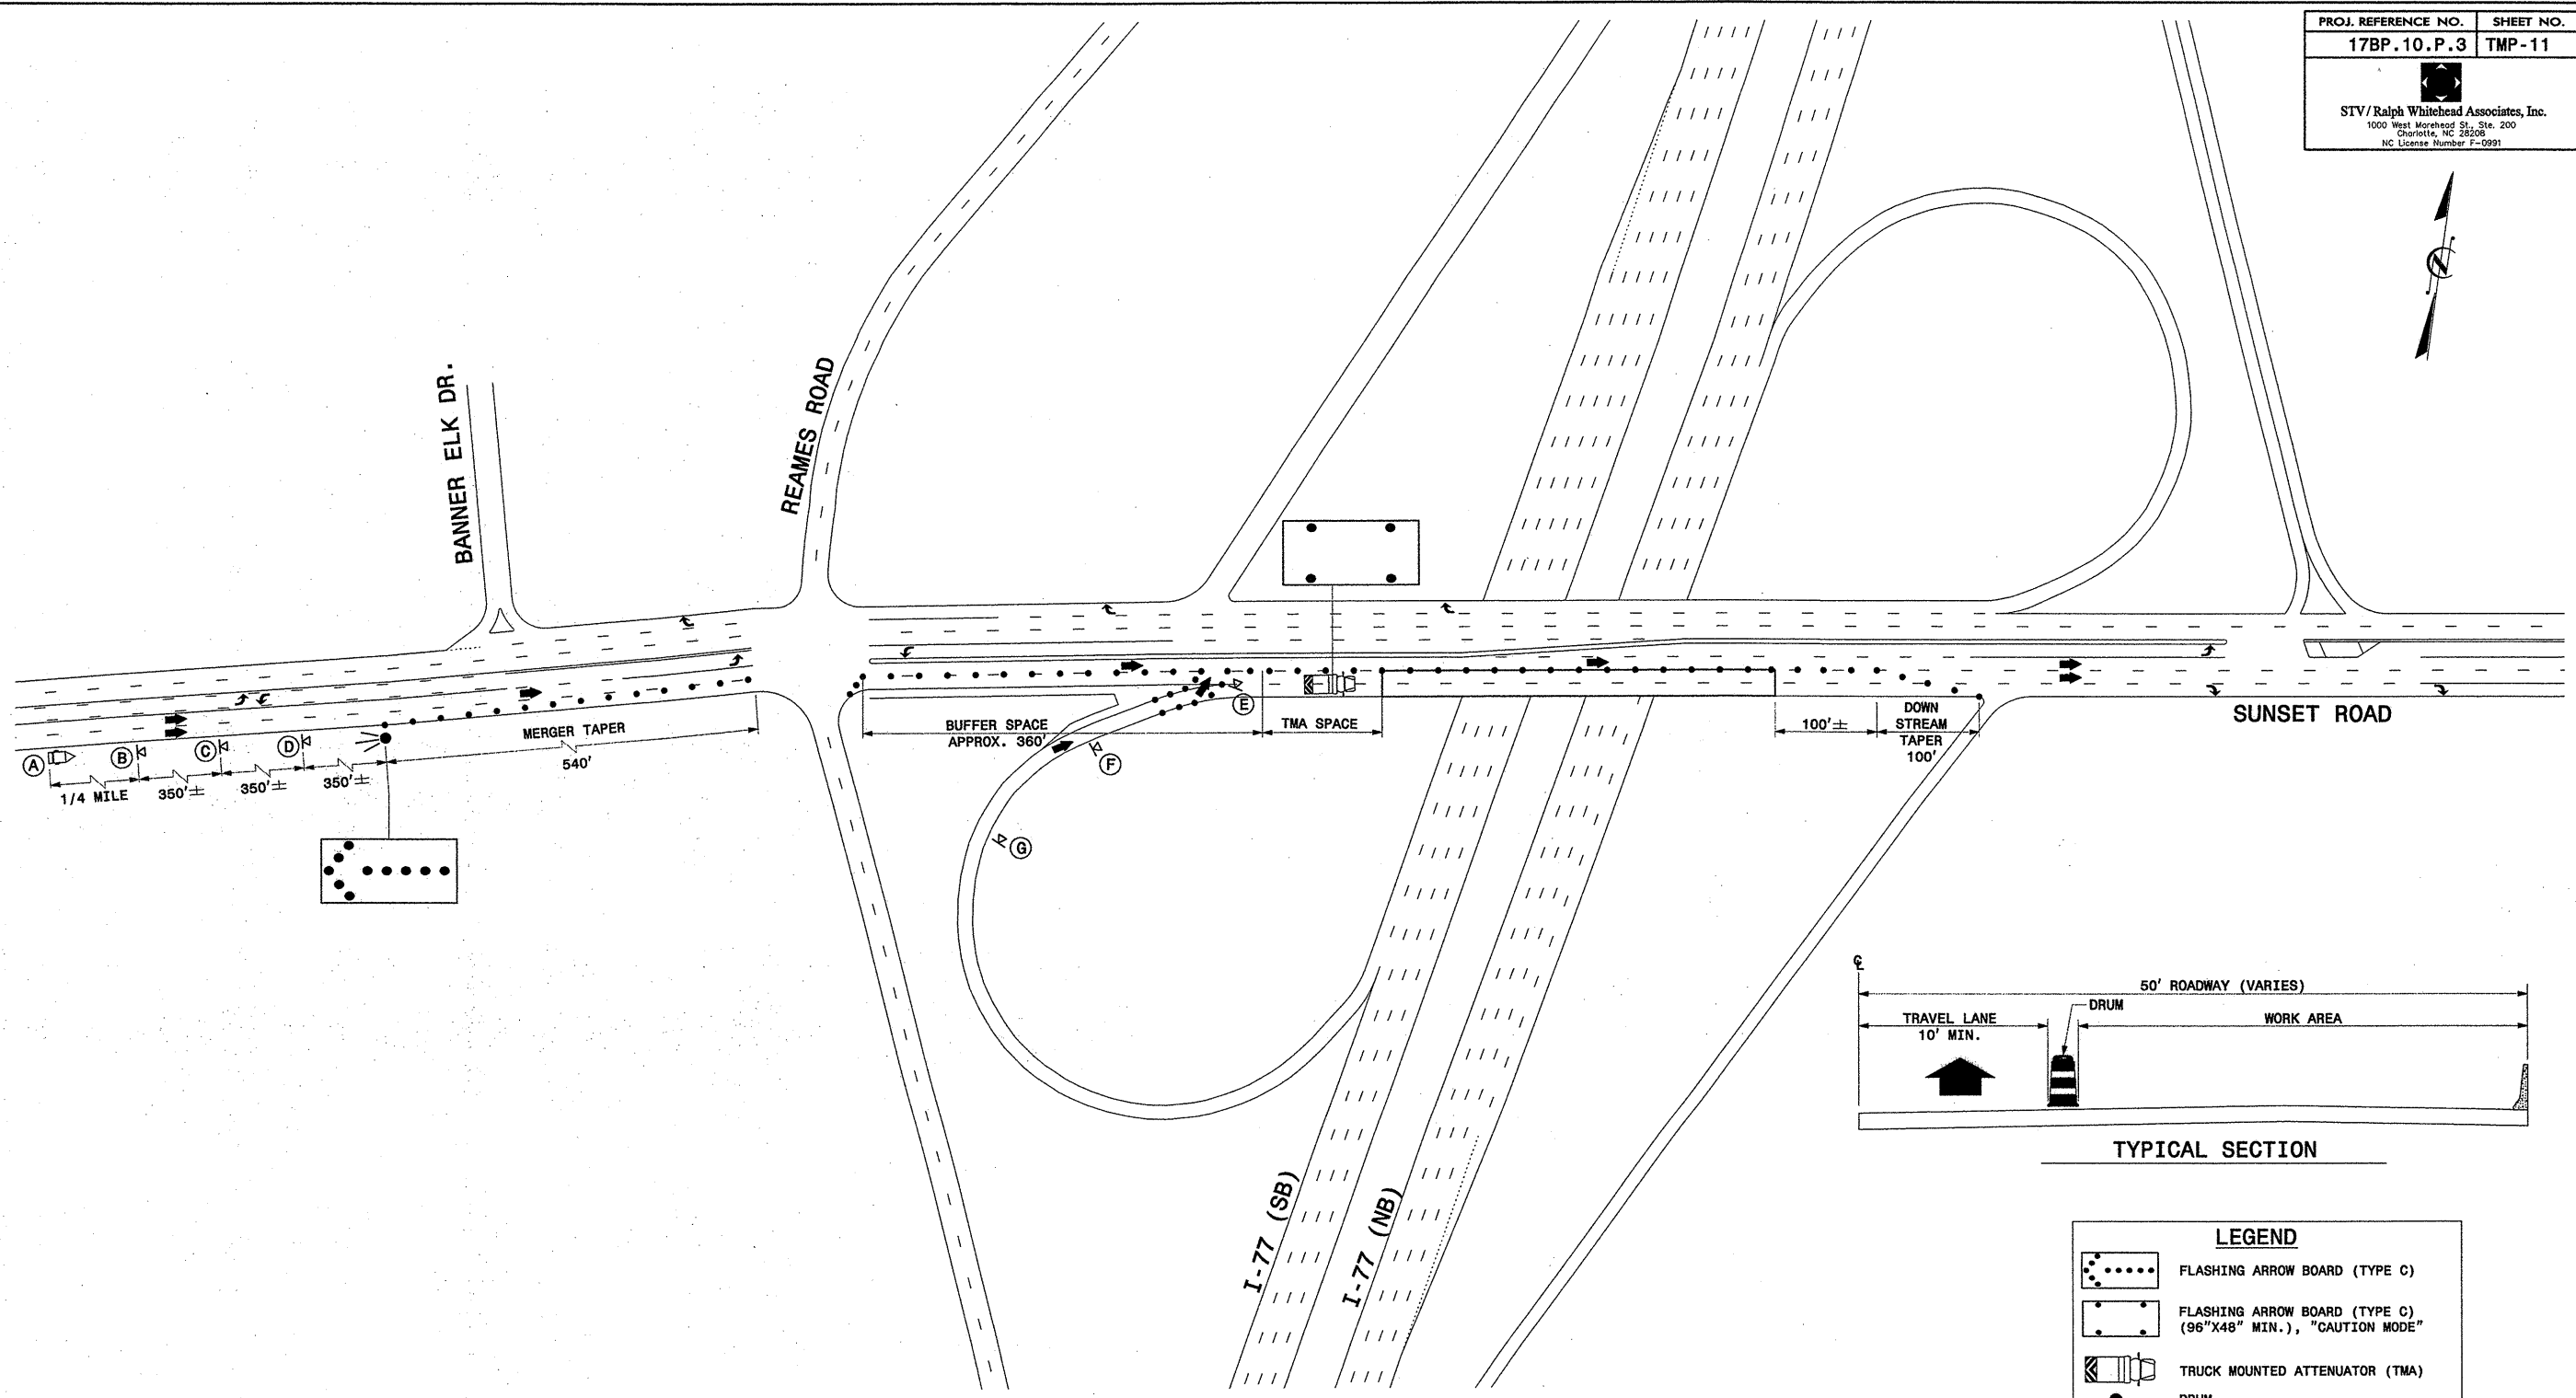 PROJ. REFERENCE NO. SHEET NO.
17BP.10.P.3 TMP-11
STV/Ralph Whitehead Associates, Inc.
1000 West Morehead St., Ste. 200
Charlotte, NC 28208
NC License Number F-0991
BANNER ELK DR.
REAMES ROAD
SUNSET ROAD
A
B
C
D
1/4 MILE
350'±
350'±
350'±
MERGER TAPER
540'
BUFFER SPACE
APPROX. 360'
TMA SPACE
E
F
G
100'±
DOWN
STREAM
TAPER
100'
I-77 (SB)
I-77 (NB)
50' ROADWAY (VARIES)
DRUM
TRAVEL LANE
10' MIN.
WORK AREA
TYPICAL SECTION
LEGEND
FLASHING ARROW BOARD (TYPE C)
FLASHING ARROW BOARD (TYPE C)
(96"X48" MIN.), "CAUTION MODE"
TRUCK MOUNTED ATTENUATOR (TMA)
DRUM